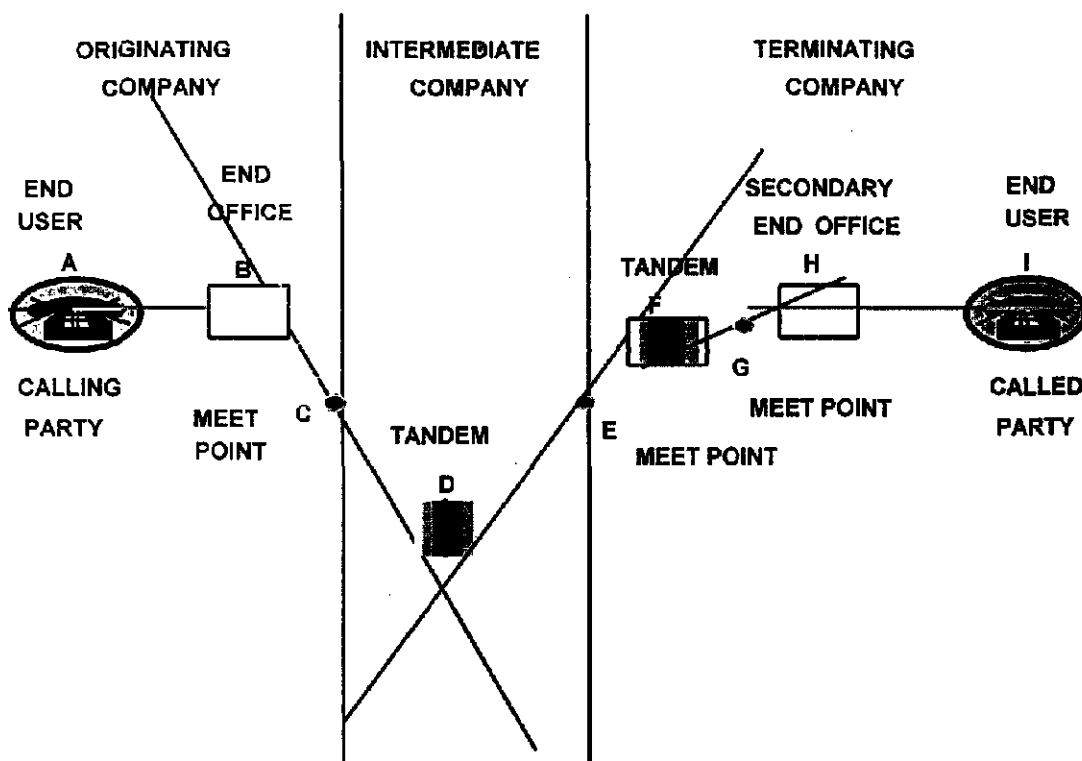 ORIGINATING
COMPANY
INTERMEDIATE
COMPANY
TERMINATING
COMPANY
END
USER
A
END
OFFICE
B
SECONDARY
END OFFICE
H
END
USER
I
TANDEM
F
G
CALLING
PARTY
MEET
POINT
C
TANDEM
D
E
MEET POINT
MEET POINT
CALLED
PARTY